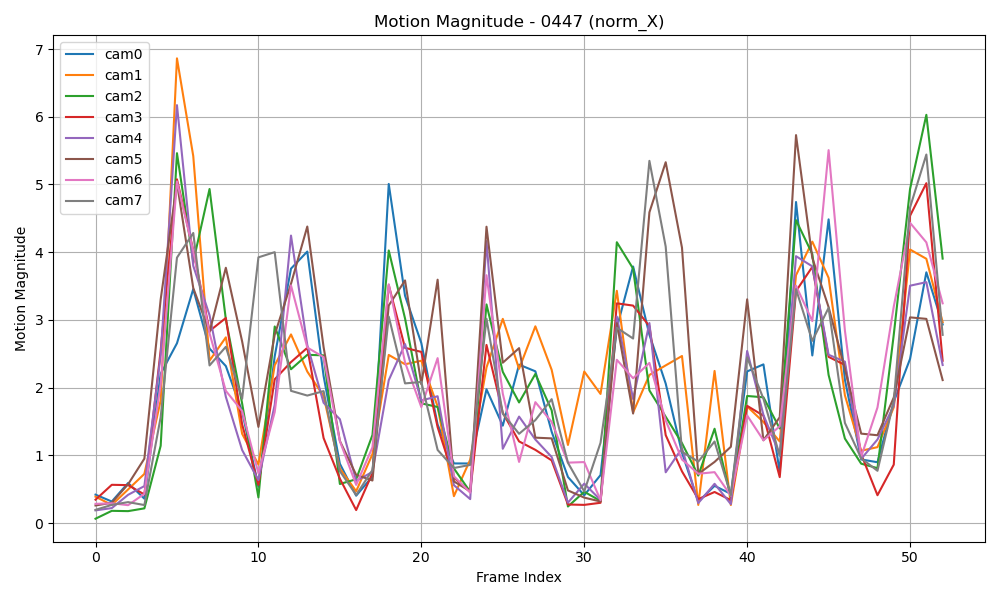 Motion Magnitude - 0447 (norm_X)
cam0
cam1
cam2
cam3
cam4
cam5
cam6
cam7
Motion Magnitude
7
6
5
4
3
2
1
0
0 10 20 30 40 50
Frame Index